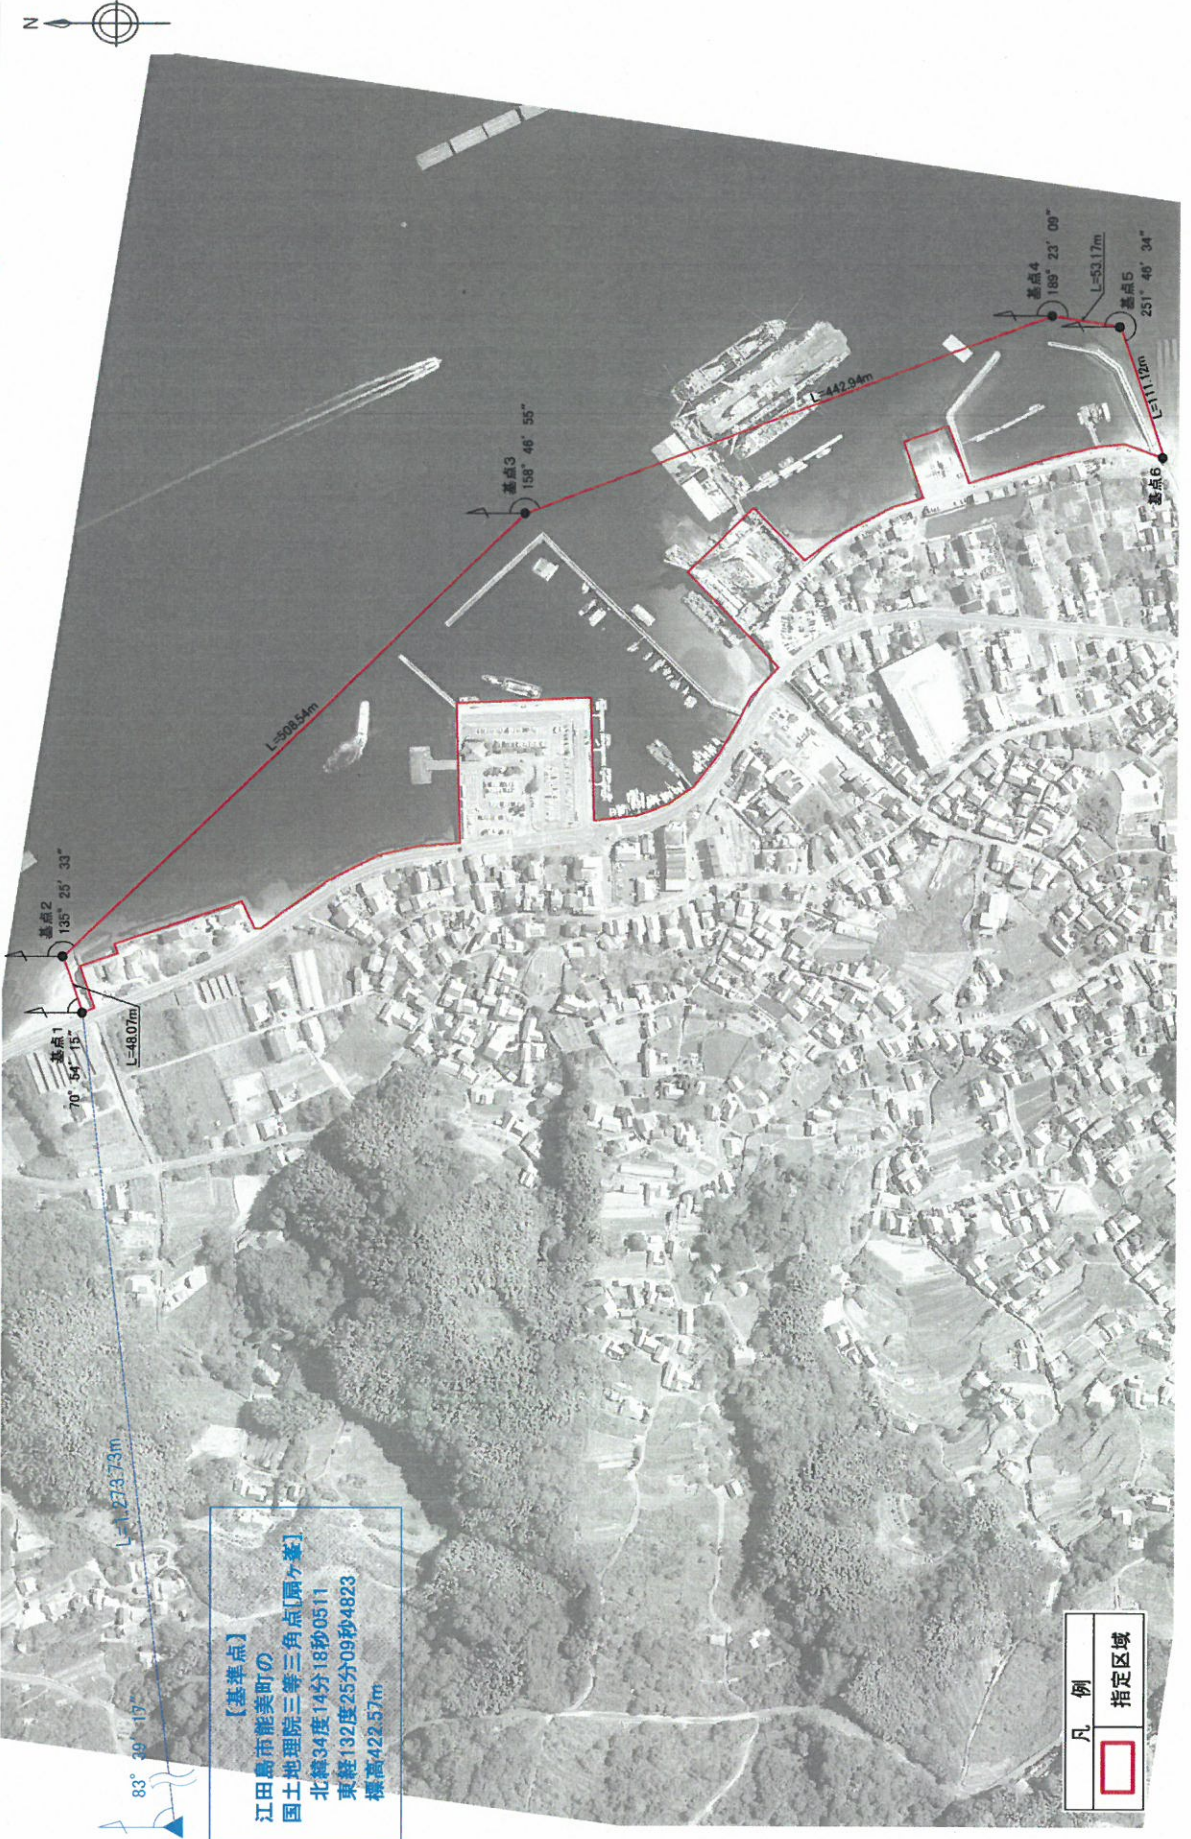 N
基点2
135° 25′ 33″
基点1
70° 54′ 15″
L=48.07m
L=508.54m
基点3
158° 46′ 55″
L=442.94m
基点4
189° 23′ 09″
L=53.17m
基点5
251° 46′ 34″
L=111.12m
基点6
L=1,273.73m
83° 39′ 17″
【基準点】
江田島市能美町の
国土地理院三等三角点[扇ヶ峯]
北緯34度14分18秒0511
東経132度25分09秒4823
標高422.57m
凡 例
指定区域